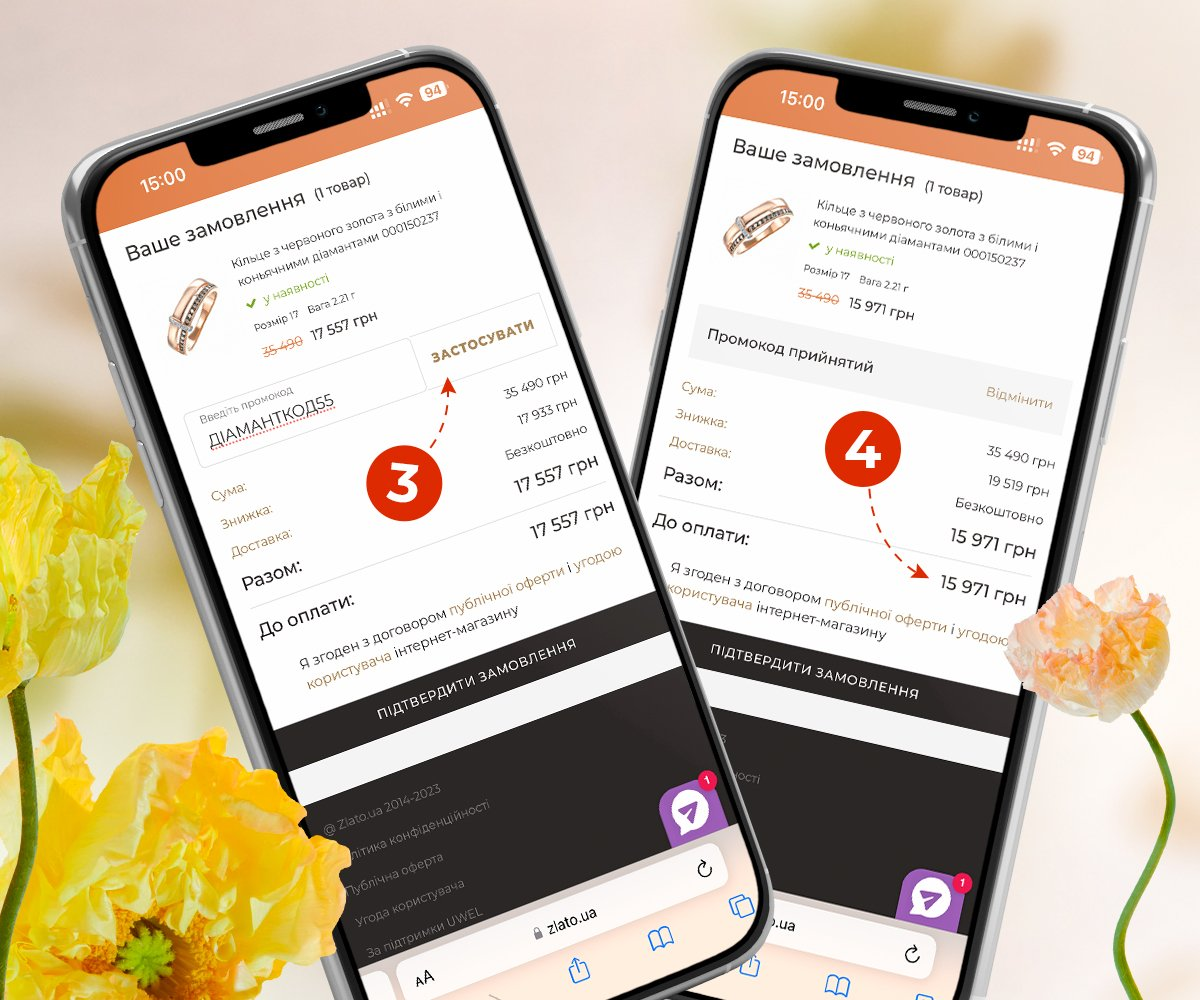 15:00
94
Ваше замовлення (1 товар)
Кільце з червоного золота з білими і
коньячними діамантами 000150237
у наявності
Розмір 17 Вага 2.21 г
35 490 17 557 грн
Введіть промокод
ДІАМАНТКОД55
ЗАСТОСУВАТИ
3
Сума: 35 490 грн
Знижка: 17 933 грн
Доставка: Безкоштовно
Разом: 17 557 грн
До оплати: 17 557 грн
Я згоден з договором публічної оферти і угодою
користувача інтернет-магазину
ПІДТВЕРДИТИ ЗАМОВЛЕННЯ
@ Zlato.ua 2014-2023
літика конфіденційності
Публічна оферта
Угода користувача
За підтримки UWEL
1
AA
zlato.ua
15:00
94
Ваше замовлення (1 товар)
Кільце з червоного золота з білими і
коньячними діамантами 000150237
у наявності
Розмір 17 Вага 2.21 г
35 490 15 971 грн
Промокод прийнятий
Відмінити
4
Сума: 35 490 грн
Знижка: 19 519 грн
Доставка: Безкоштовно
Разом: 15 971 грн
До оплати: 15 971 грн
Я згоден з договором публічної оферти і угодою
користувача інтернет-магазину
ПІДТВЕРДИТИ ЗАМОВЛЕННЯ
3
ності
1
.ua